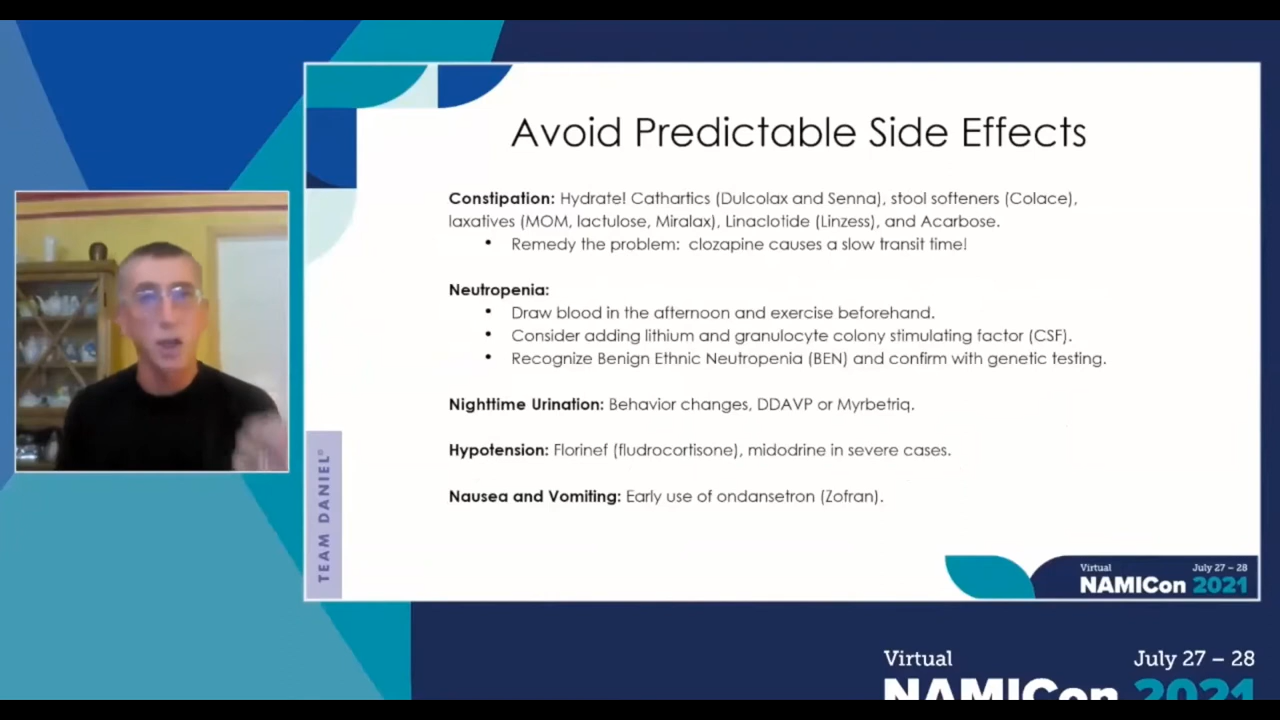 Avoid Predictable Side Effects
Constipation: Hydrate! Cathartics (Dulcolax and Senna), stool softeners (Colace),
laxatives (MOM, lactulose, Miralax), Linaclotide (Linzess), and Acarbose.
• Remedy the problem: clozapine causes a slow transit time!
Neutropenia:
• Draw blood in the afternoon and exercise beforehand.
• Consider adding lithium and granulocyte colony stimulating factor (CSF).
• Recognize Benign Ethnic Neutropenia (BEN) and confirm with genetic testing.
Nighttime Urination: Behavior changes, DDAVP or Myrbetriq.
Hypotension: Florinef (fludrocortisone), midodrine in severe cases.
Nausea and Vomiting: Early use of ondansetron (Zofran).
TEAM DANIEL
Virtual July 27 – 28
NAMICon 2021
Virtual July 27 – 28
NAMICon 2021